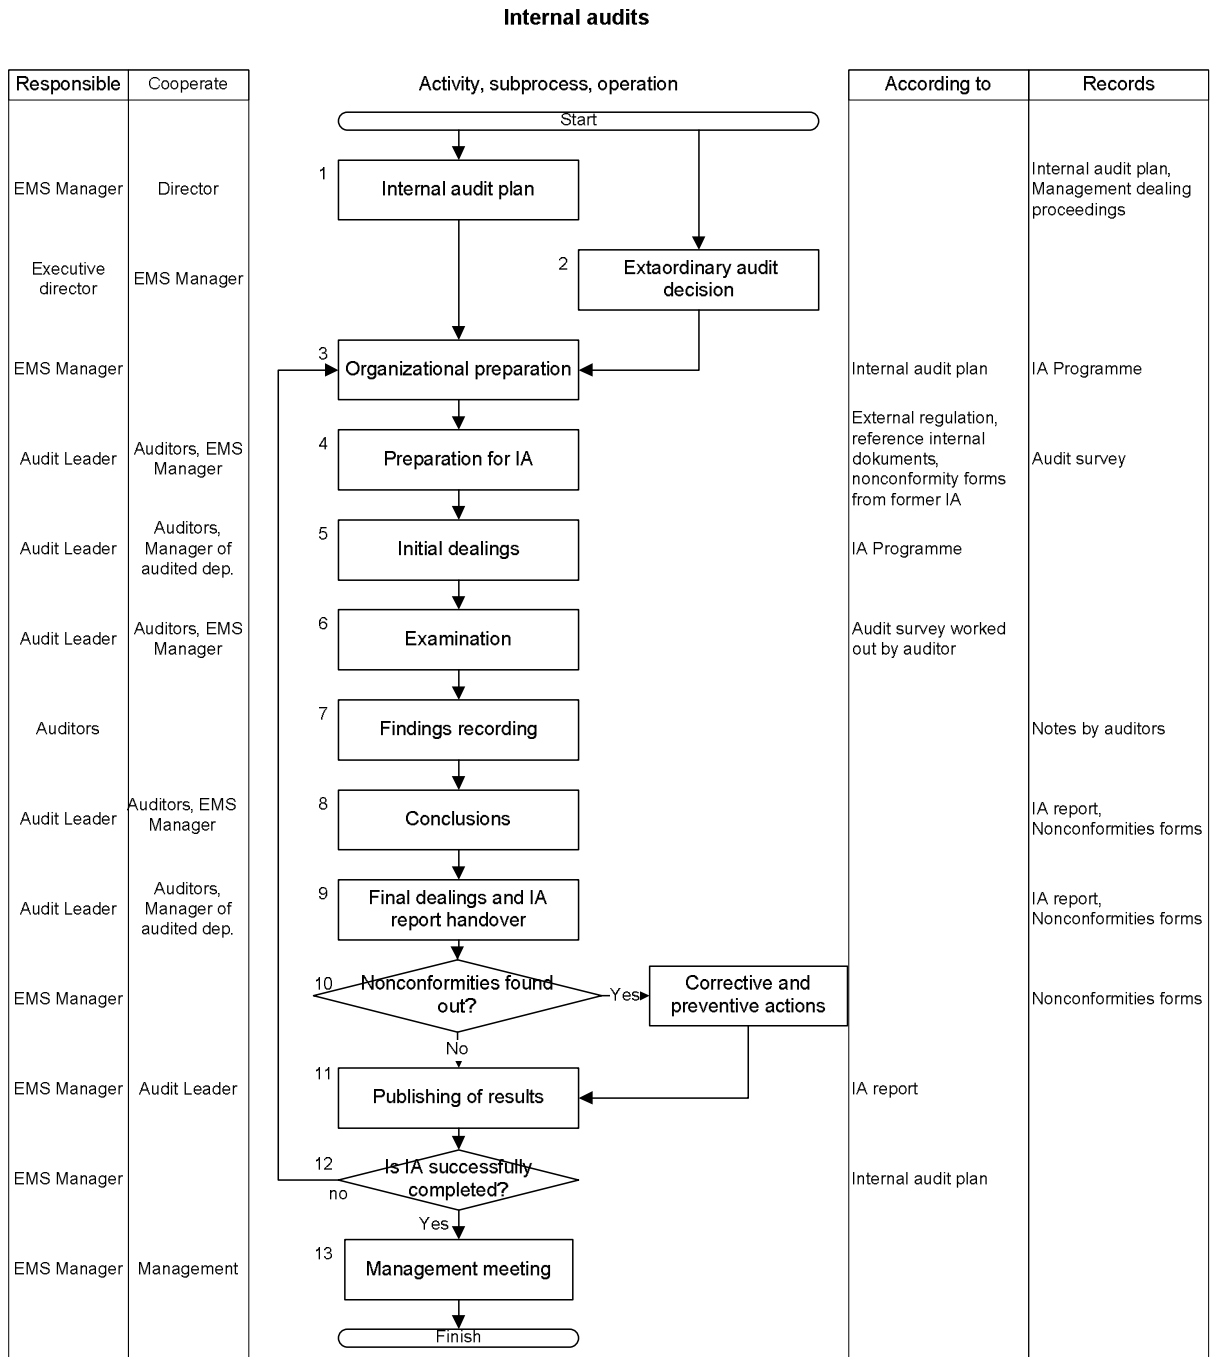 Internal audits
Responsible Cooperate Activity, subprocess, operation According to Records
Start
1 Internal audit plan
EMS Manager Director
Internal audit plan,
Management dealing
proceedings
2 Extaordinary audit
decision
Executive
director
EMS Manager
3 Organizational preparation
EMS Manager
Internal audit plan
IA Programme
4 Preparation for IA
Audit Leader
Auditors, EMS
Manager
External regulation,
reference internal
dokuments,
nonconformity forms
from former IA
Audit survey
5 Initial dealings
Audit Leader
Auditors,
Manager of
audited dep.
IA Programme
6 Examination
Audit Leader
Auditors, EMS
Manager
Audit survey worked
out by auditor
7 Findings recording
Auditors
Notes by auditors
8 Conclusions
Audit Leader
Auditors, EMS
Manager
IA report,
Nonconformities forms
9 Final dealings and IA
report handover
Audit Leader
Auditors,
Manager of
audited dep.
IA report,
Nonconformities forms
10 Nonconformities found
out?
Yes
Corrective and
preventive actions
EMS Manager
Nonconformities forms
No
11 Publishing of results
EMS Manager
Audit Leader
IA report
12 Is IA successfully
completed?
no
EMS Manager
Internal audit plan
Yes
13 Management meeting
EMS Manager
Management
Finish